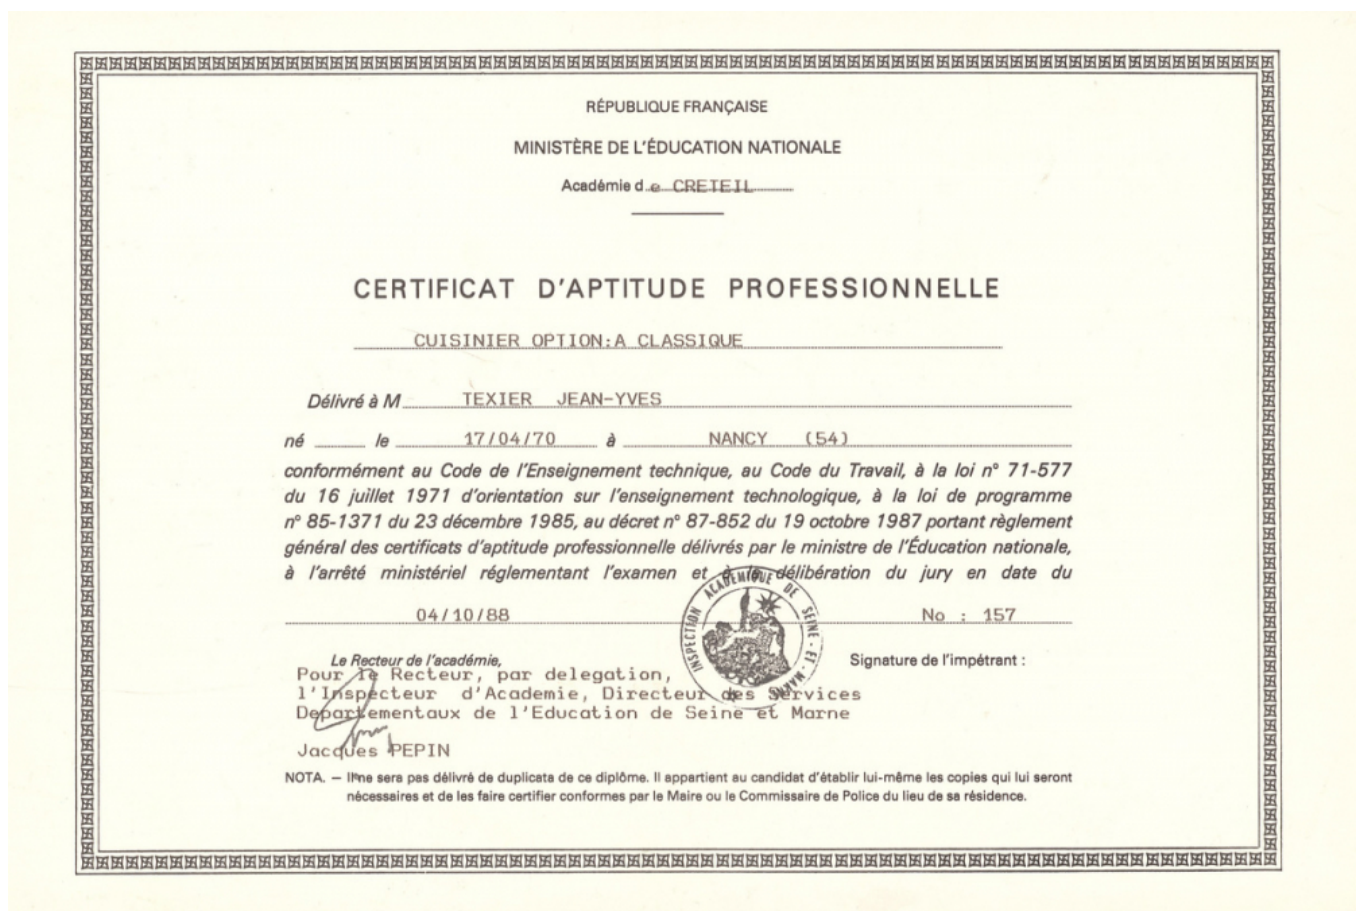 RÉPUBLIQUE FRANÇAISE
MINISTÈRE DE L'ÉDUCATION NATIONALE
Académie d e CRETEIL
CERTIFICAT D'APTITUDE PROFESSIONNELLE
CUISINIER OPTION:A CLASSIQUE
Délivré à M TEXIER JEAN-YVES
né le 17/04/70 à NANCY (54)
conformément au Code de l'Enseignement technique, au Code du Travail, à la loi n° 71-577
du 16 juillet 1971 d'orientation sur l'enseignement technologique, à la loi de programme
n° 85-1371 du 23 décembre 1985, au décret n° 87-852 du 19 octobre 1987 portant règlement
général des certificats d'aptitude professionnelle délivrés par le ministre de l'Éducation nationale,
à l'arrêté ministériel réglementant l'examen et à la délibération du jury en date du
04/10/88 No : 157
INSPECTION ACADEMIQUE DE SEINE-ET-MARNE
Le Recteur de l'académie, Signature de l'impétrant :
Pour le Recteur, par delegation,
l'Inspecteur d'Academie, Directeur des Services
Departementaux de l'Education de Seine et Marne
Jacques PEPIN
NOTA. — Il ne sera pas délivré de duplicata de ce diplôme. Il appartient au candidat d'établir lui-même les copies qui lui seront
nécessaires et de les faire certifier conformes par le Maire ou le Commissaire de Police du lieu de sa résidence.